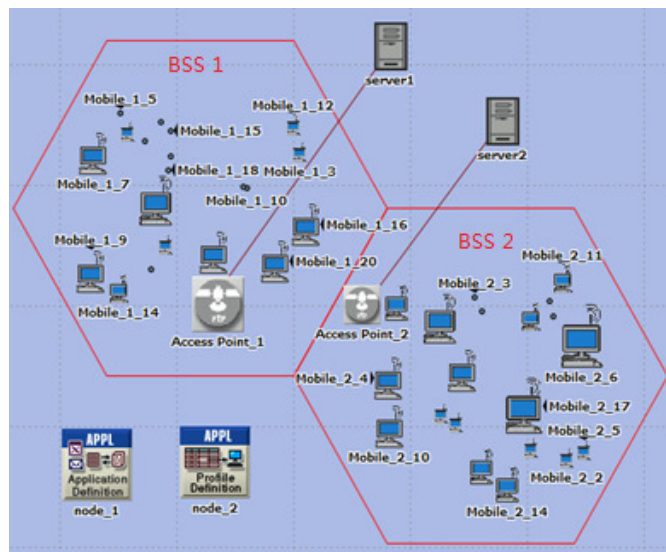 BSS 1
server1
Mobile_1_5
Mobile_1_12
Mobile_1_15
server2
Mobile_1_18
Mobile_1_3
Mobile_1_7
Mobile_1_10
Mobile_1_16
Mobile_1_9
BSS 2
Mobile_2_11
Mobile_1_20
Mobile_2_3
Mobile_1_14
Access Point_1
Access Point_2
Mobile_2_6
Mobile_2_4
Mobile_2_17
Mobile_2_5
Mobile_2_10
Mobile_2_2
Mobile_2_14
APPL
Application
Definition
node_1
APPL
Profile
Definition
node_2